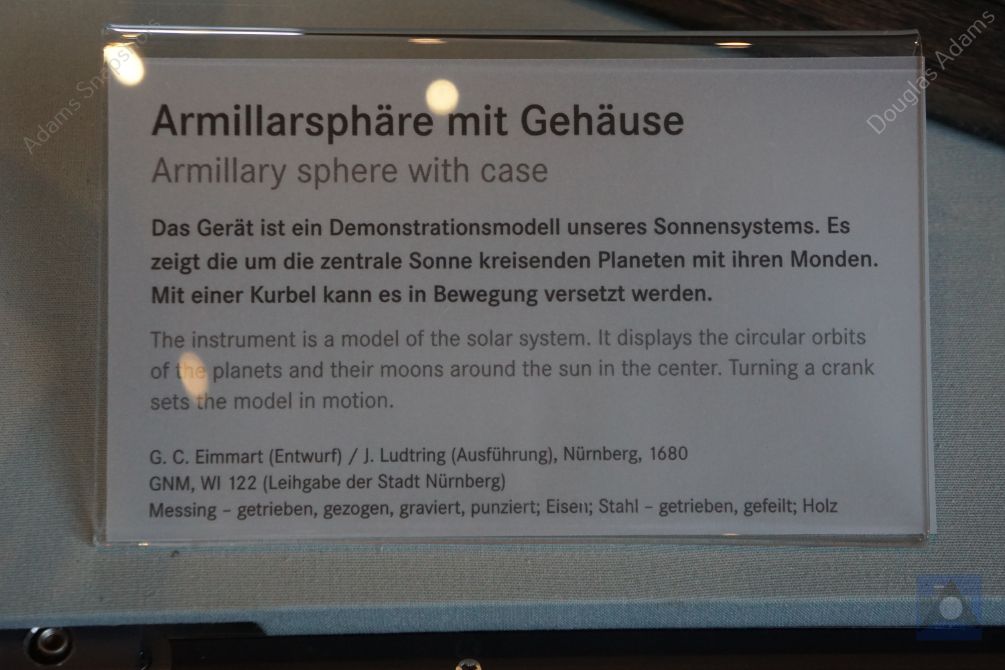 Adams Snaps
Douglas Adams
Armillarsphäre mit Gehäuse
Armillary sphere with case
Das Gerät ist ein Demonstrationsmodell unseres Sonnensystems. Es
zeigt die um die zentrale Sonne kreisenden Planeten mit ihren Monden.
Mit einer Kurbel kann es in Bewegung versetzt werden.
The instrument is a model of the solar system. It displays the circular orbits
of the planets and their moons around the sun in the center. Turning a crank
sets the model in motion.
G. C. Eimmart (Entwurf) / J. Ludtring (Ausführung), Nürnberg, 1680
GNM, WI 122 (Leihgabe der Stadt Nürnberg)
Messing – getrieben, gezogen, graviert, punziert; Eisen; Stahl – getrieben, gefeilt; Holz